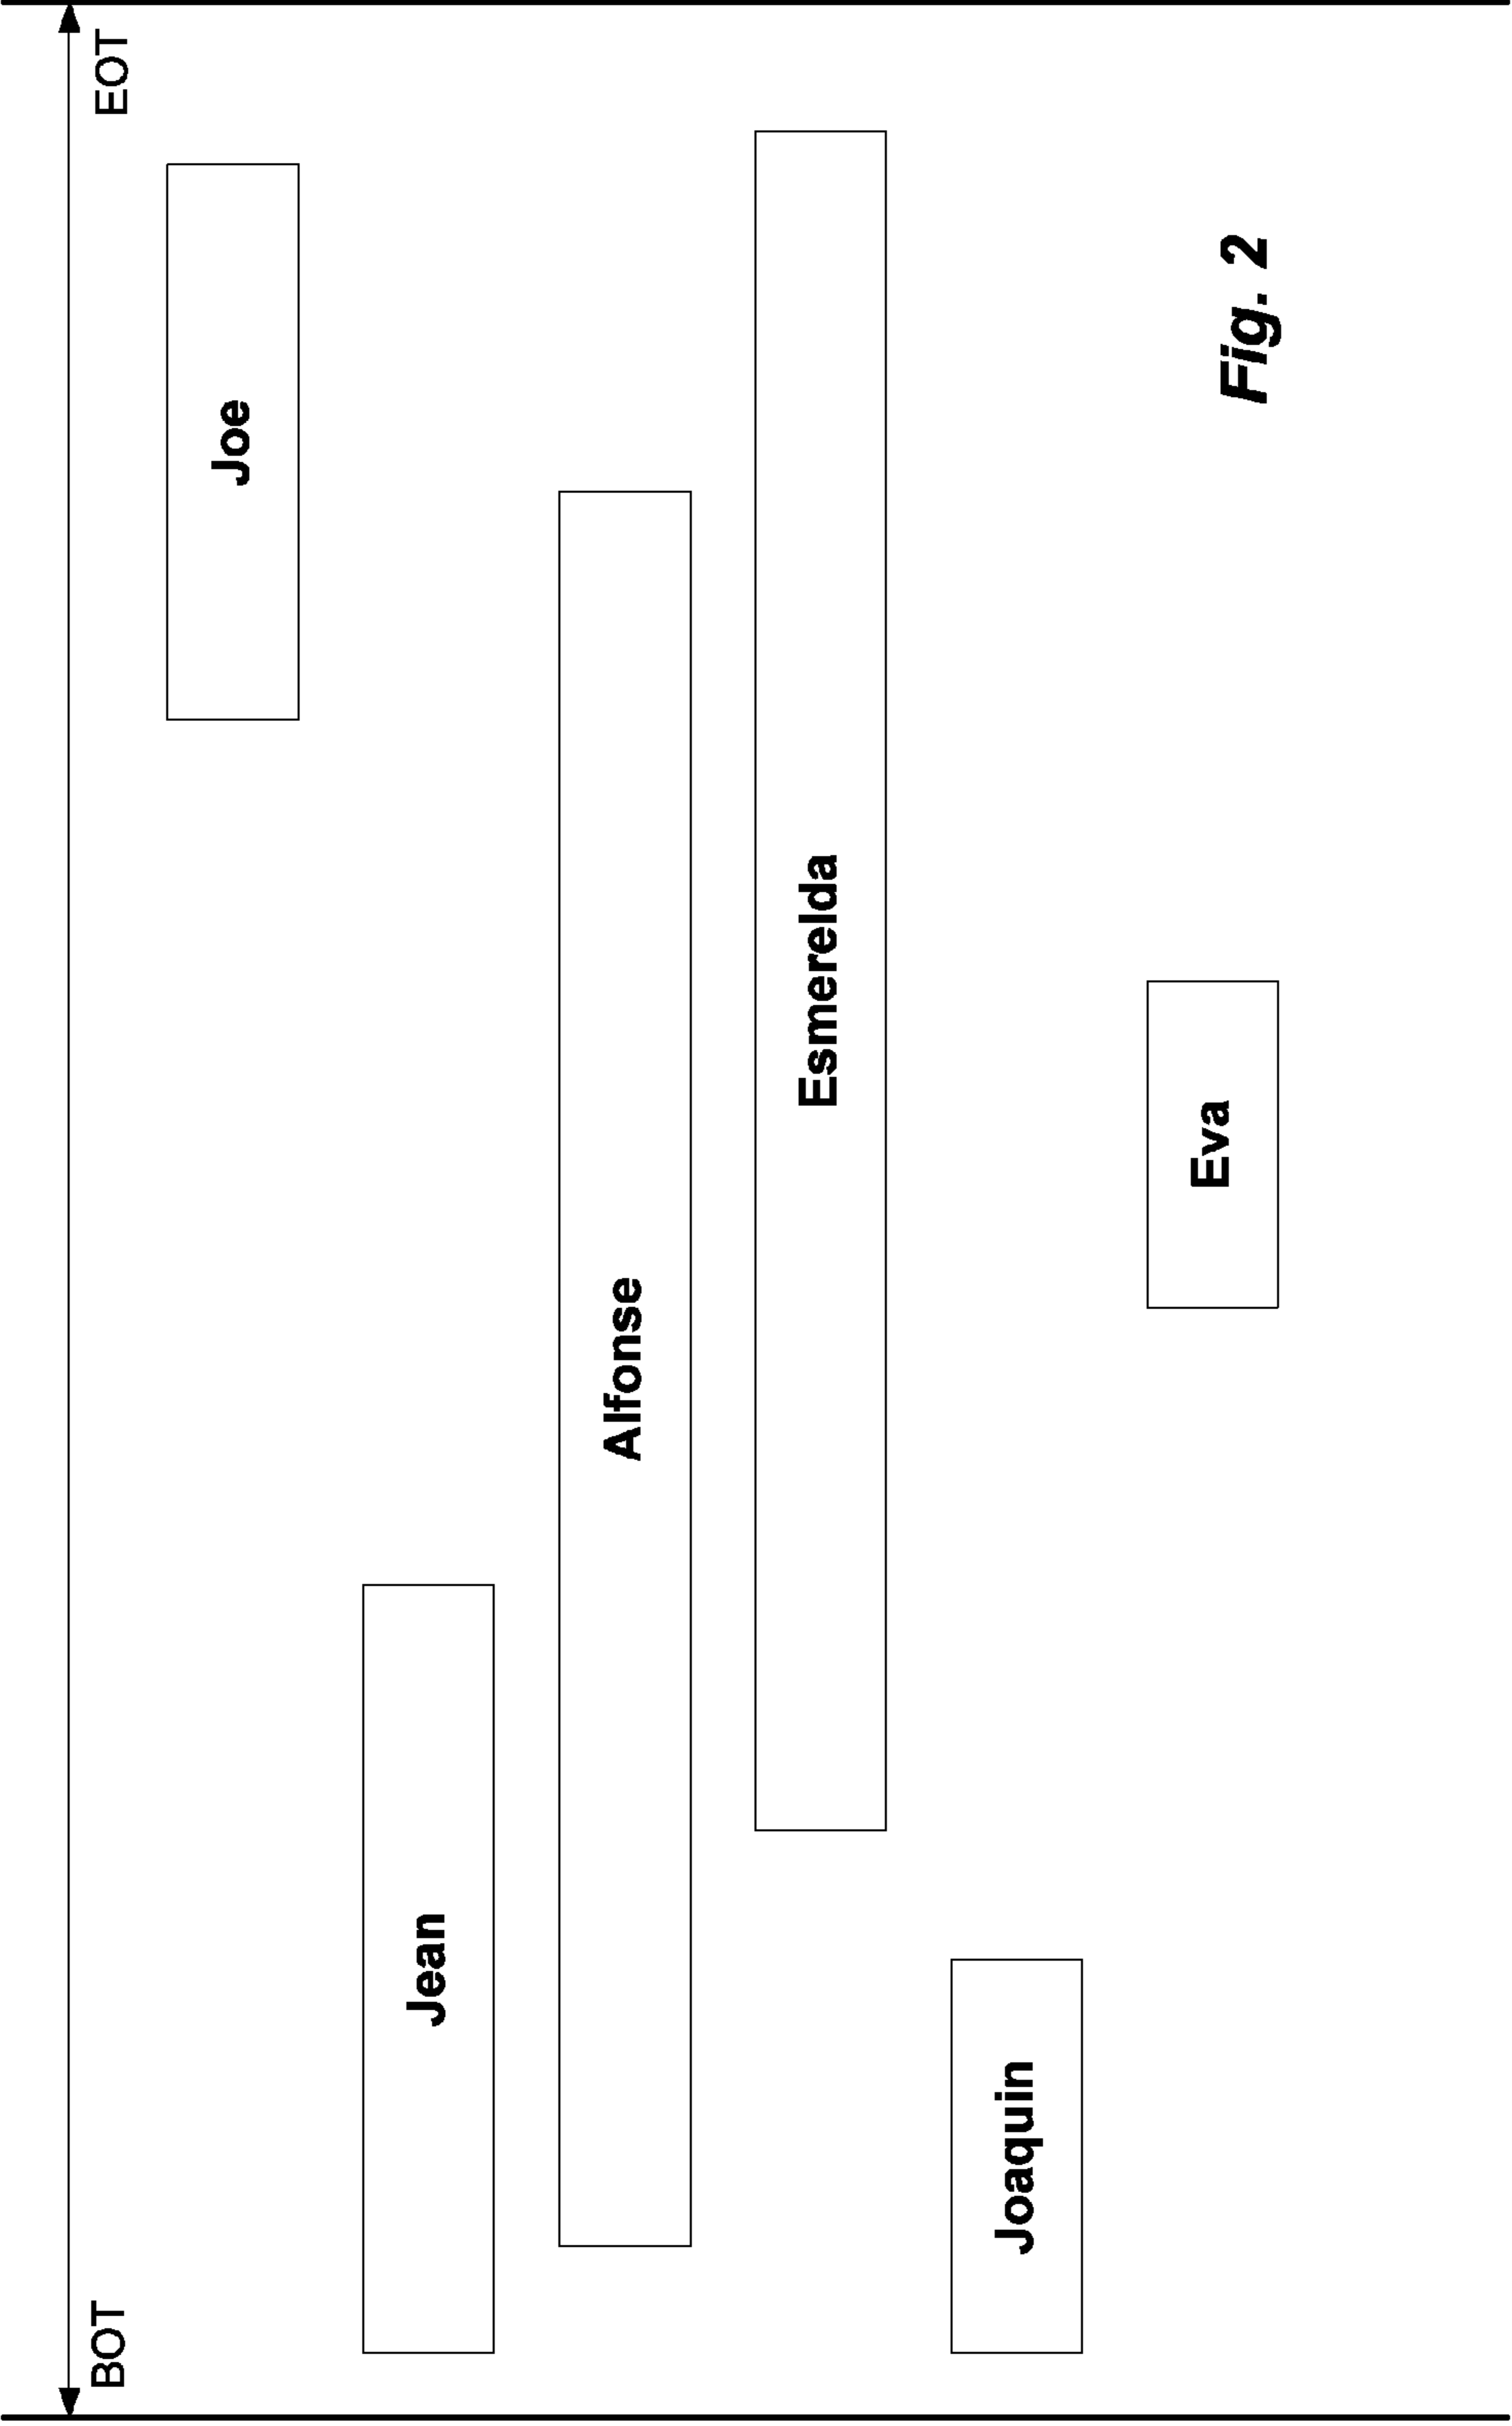 BOT
EOT
Joe
Jean
Alfonse
Esmerelda
Joaquin
Eva
Fig. 2